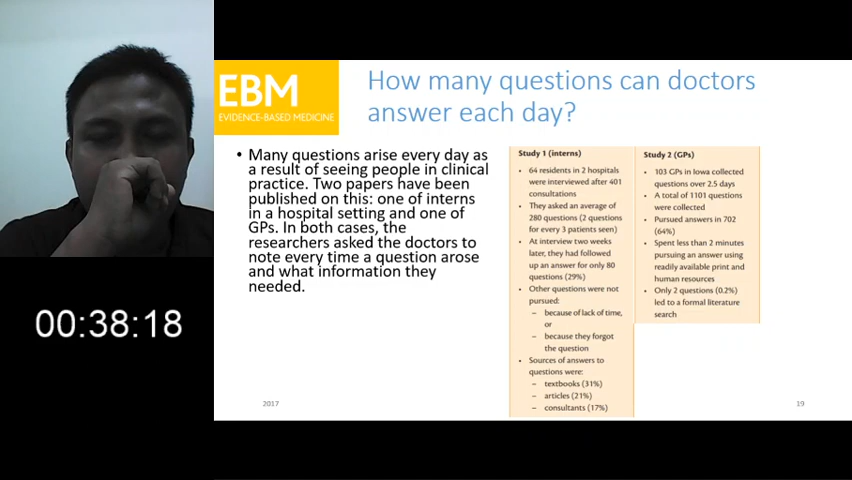 EBM
EVIDENCE-BASED MEDICINE
How many questions can doctors
answer each day?
• Many questions arise every day as
a result of seeing people in clinical
practice. Two papers have been
published on this: one of interns
in a hospital setting and one of
GPs. In both cases, the
researchers asked the doctors to
note every time a question arose
and what information they
needed.
Study 1 (interns)
• 64 residents in 2 hospitals
were interviewed after 401
consultations
• They asked an average of
280 questions (2 questions
for every 3 patients seen)
• At interview two weeks
later, they had followed
up an answer for only 80
questions (29%)
• Other questions were not
pursued:
– because of lack of time,
or
– because they forgot
the question
• Sources of answers to
questions were:
– textbooks (31%)
– articles (21%)
– consultants (17%)
Study 2 (GPs)
• 103 GPs in Iowa collected
questions over 2.5 days
• A total of 1101 questions
were collected
• Pursued answers in 702
(64%)
• Spent less than 2 minutes
pursuing an answer using
readily available print and
human resources
• Only 2 questions (0.2%)
led to a formal literature
search
00:38:18
2017
19